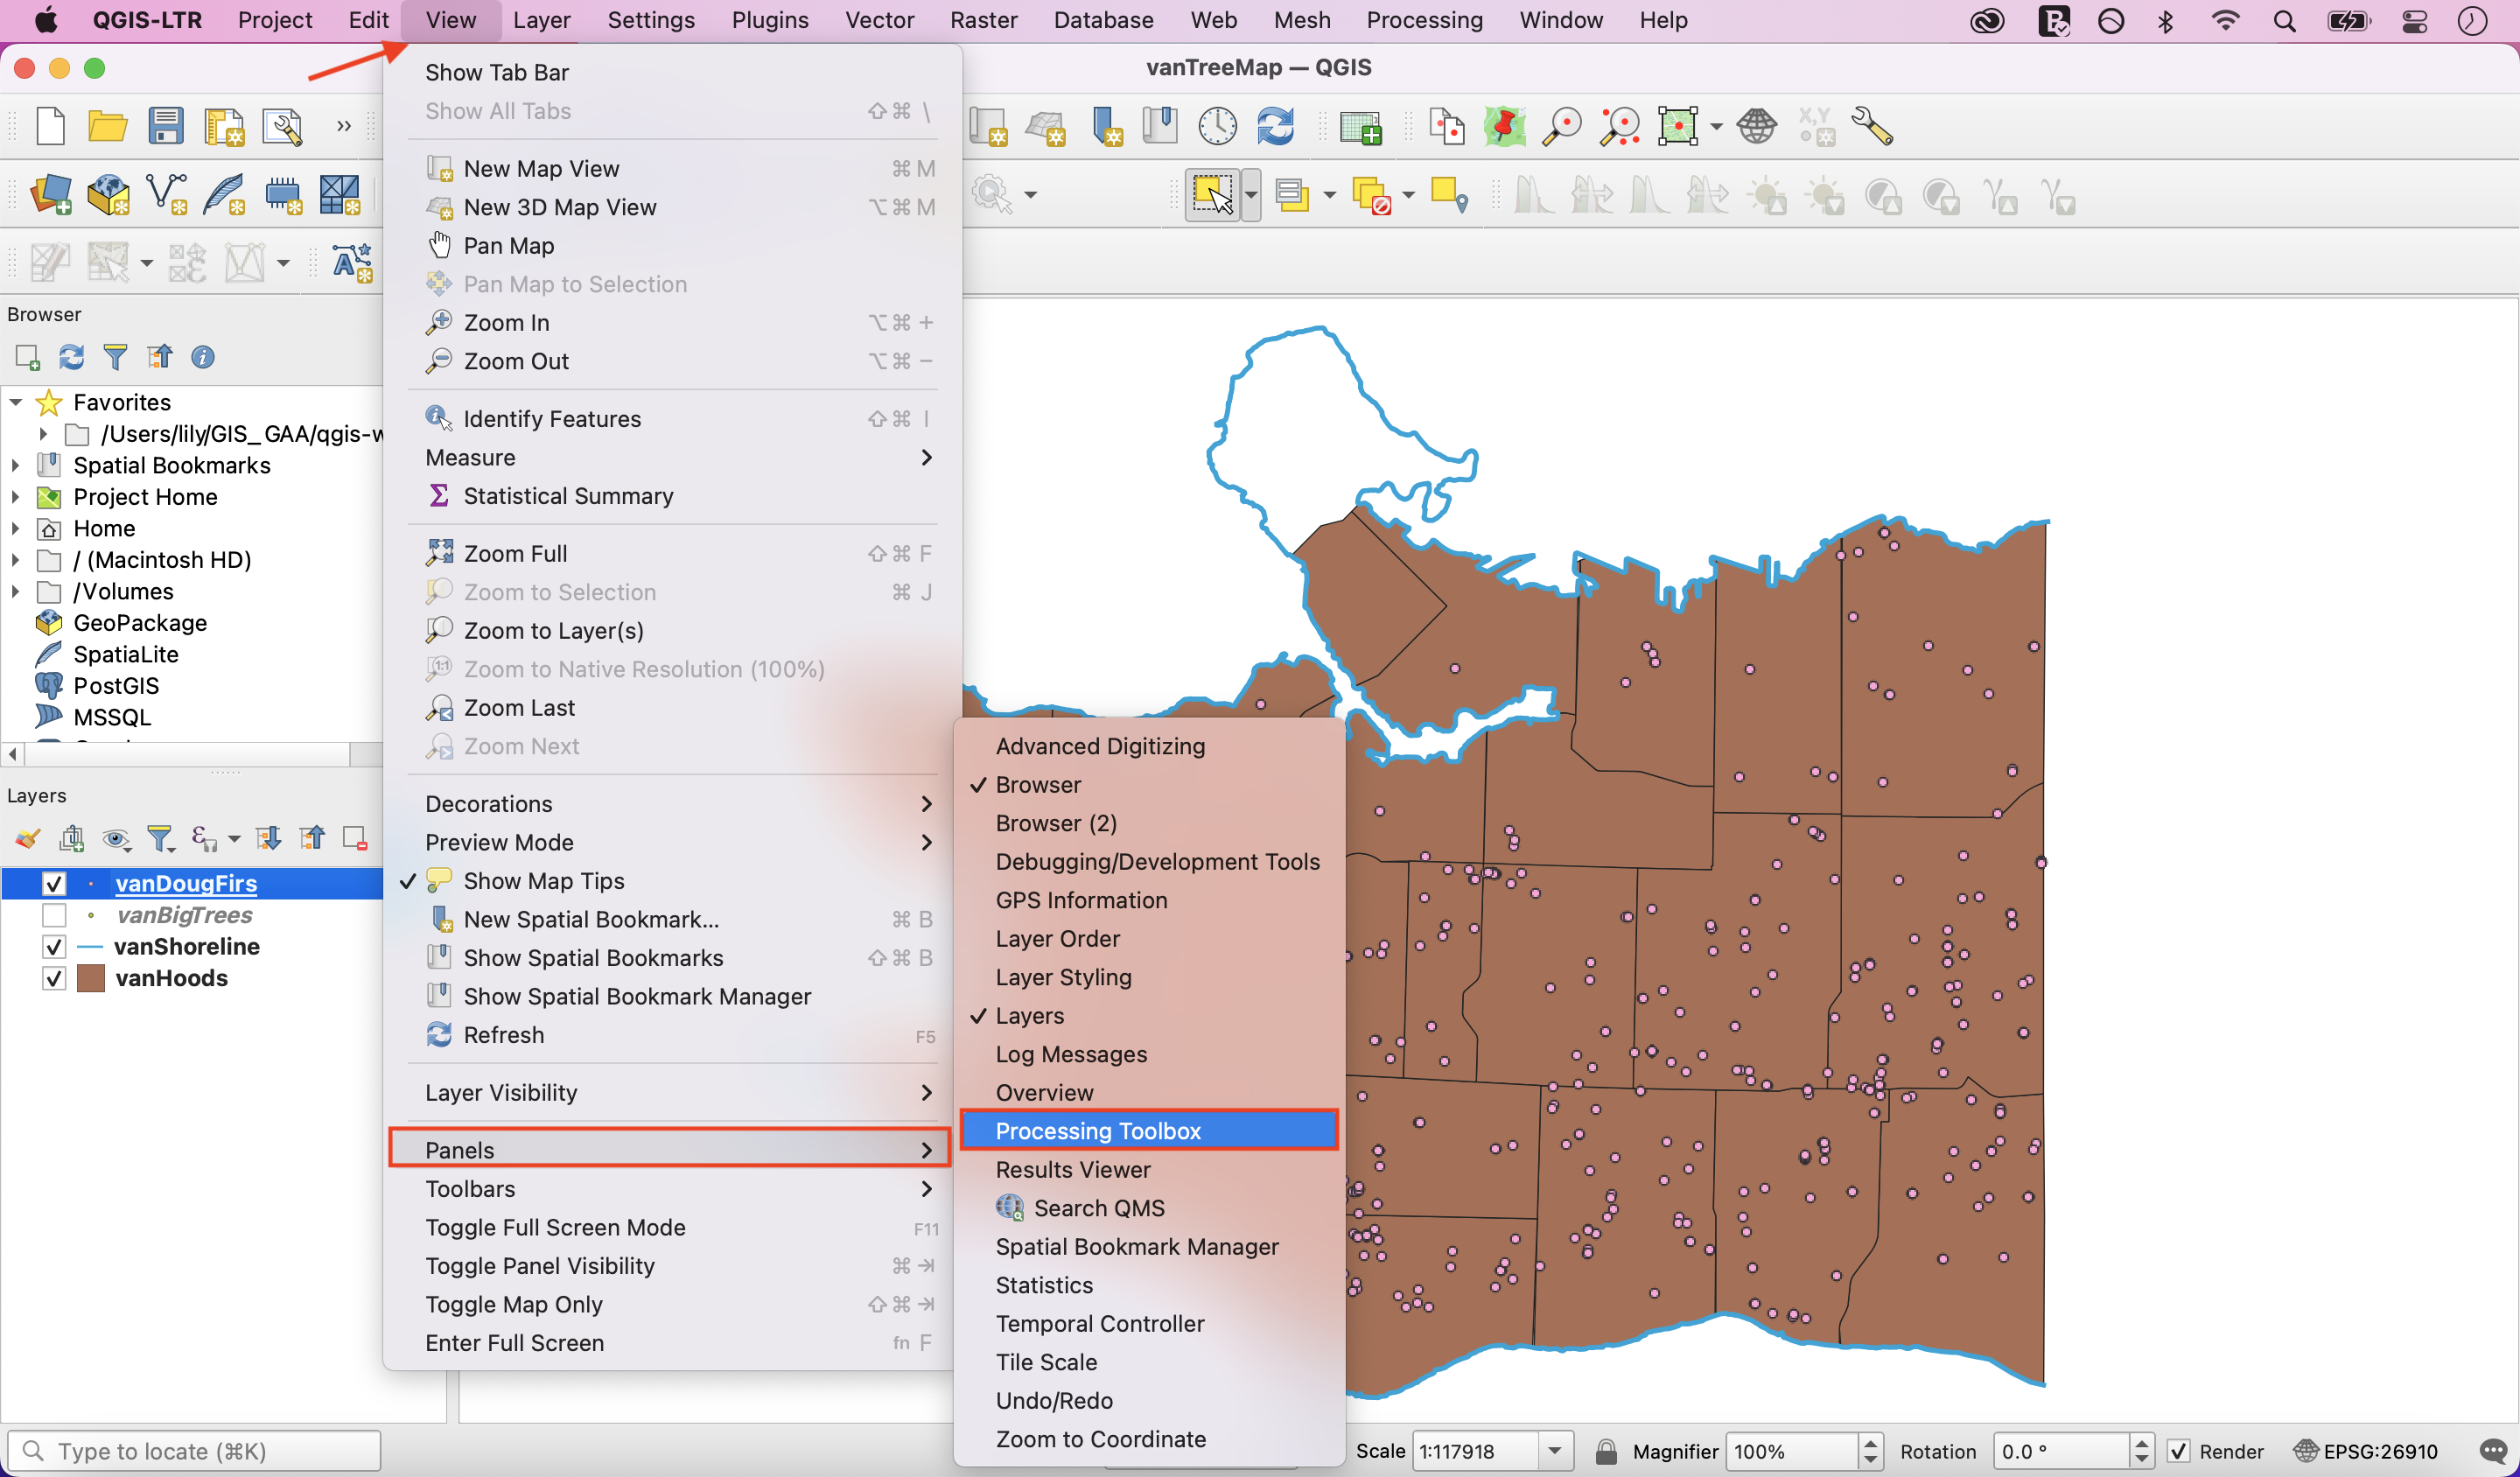 QGIS-LTR Project Edit View Layer Settings Plugins Vector Raster Database Web Mesh Processing Window Help
vanTreeMap — QGIS
Show Tab Bar
Show All Tabs ⇧⌘ \
New Map View ⌘ M
New 3D Map View ⌥⌘ M
Pan Map
Pan Map to Selection
Zoom In ⌥⌘ +
Zoom Out ⌥⌘ −
Identify Features ⇧⌘ I
Measure
Statistical Summary
Zoom Full ⇧⌘ F
Zoom to Selection ⌘ J
Zoom to Layer(s)
Zoom to Native Resolution (100%)
Zoom Last
Zoom Next
Decorations
Preview Mode
✓ Show Map Tips
New Spatial Bookmark... ⌘ B
Show Spatial Bookmarks ⇧⌘ B
Show Spatial Bookmark Manager
Refresh F5
Layer Visibility
Panels
Toolbars
Toggle Full Screen Mode F11
Toggle Panel Visibility ⌘ ⇥
Toggle Map Only ⇧⌘ ⇥
Enter Full Screen fn F
Advanced Digitizing
✓ Browser
Browser (2)
Debugging/Development Tools
GPS Information
Layer Order
Layer Styling
✓ Layers
Log Messages
Overview
Processing Toolbox
Results Viewer
Search QMS
Spatial Bookmark Manager
Statistics
Temporal Controller
Tile Scale
Undo/Redo
Zoom to Coordinate
X,Y
Browser
Favorites
/Users/lily/GIS_GAA/qgis-w
Spatial Bookmarks
Project Home
Home
/ (Macintosh HD)
/Volumes
GeoPackage
SpatiaLite
PostGIS
MSSQL
Layers
vanDougFirs
vanBigTrees
vanShoreline
vanHoods
Type to locate (⌘K) Scale 1:117918 Magnifier 100% Rotation 0.0 ° Render EPSG:26910